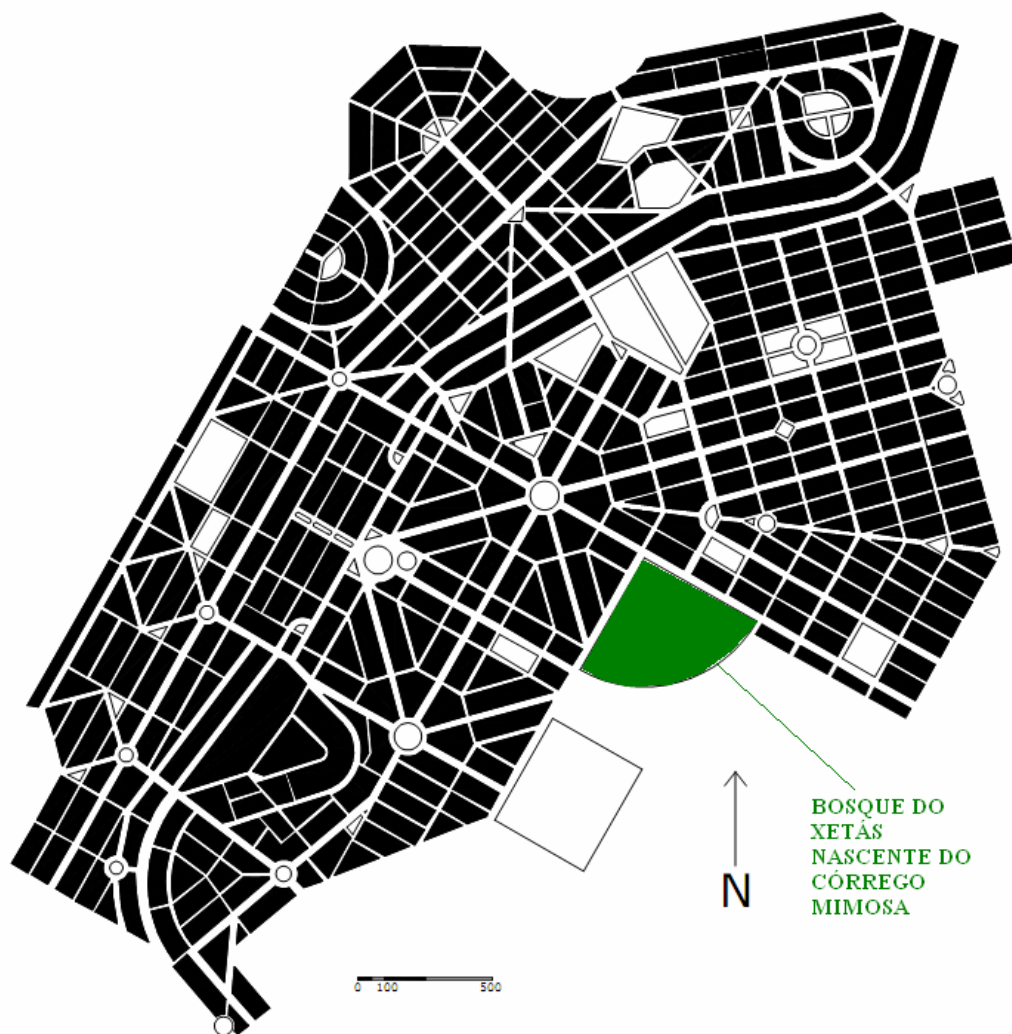 BOSQUE DO
XETÁS
NASCENTE DO
CÓRREGO
MIMOSA
N
0 100 500